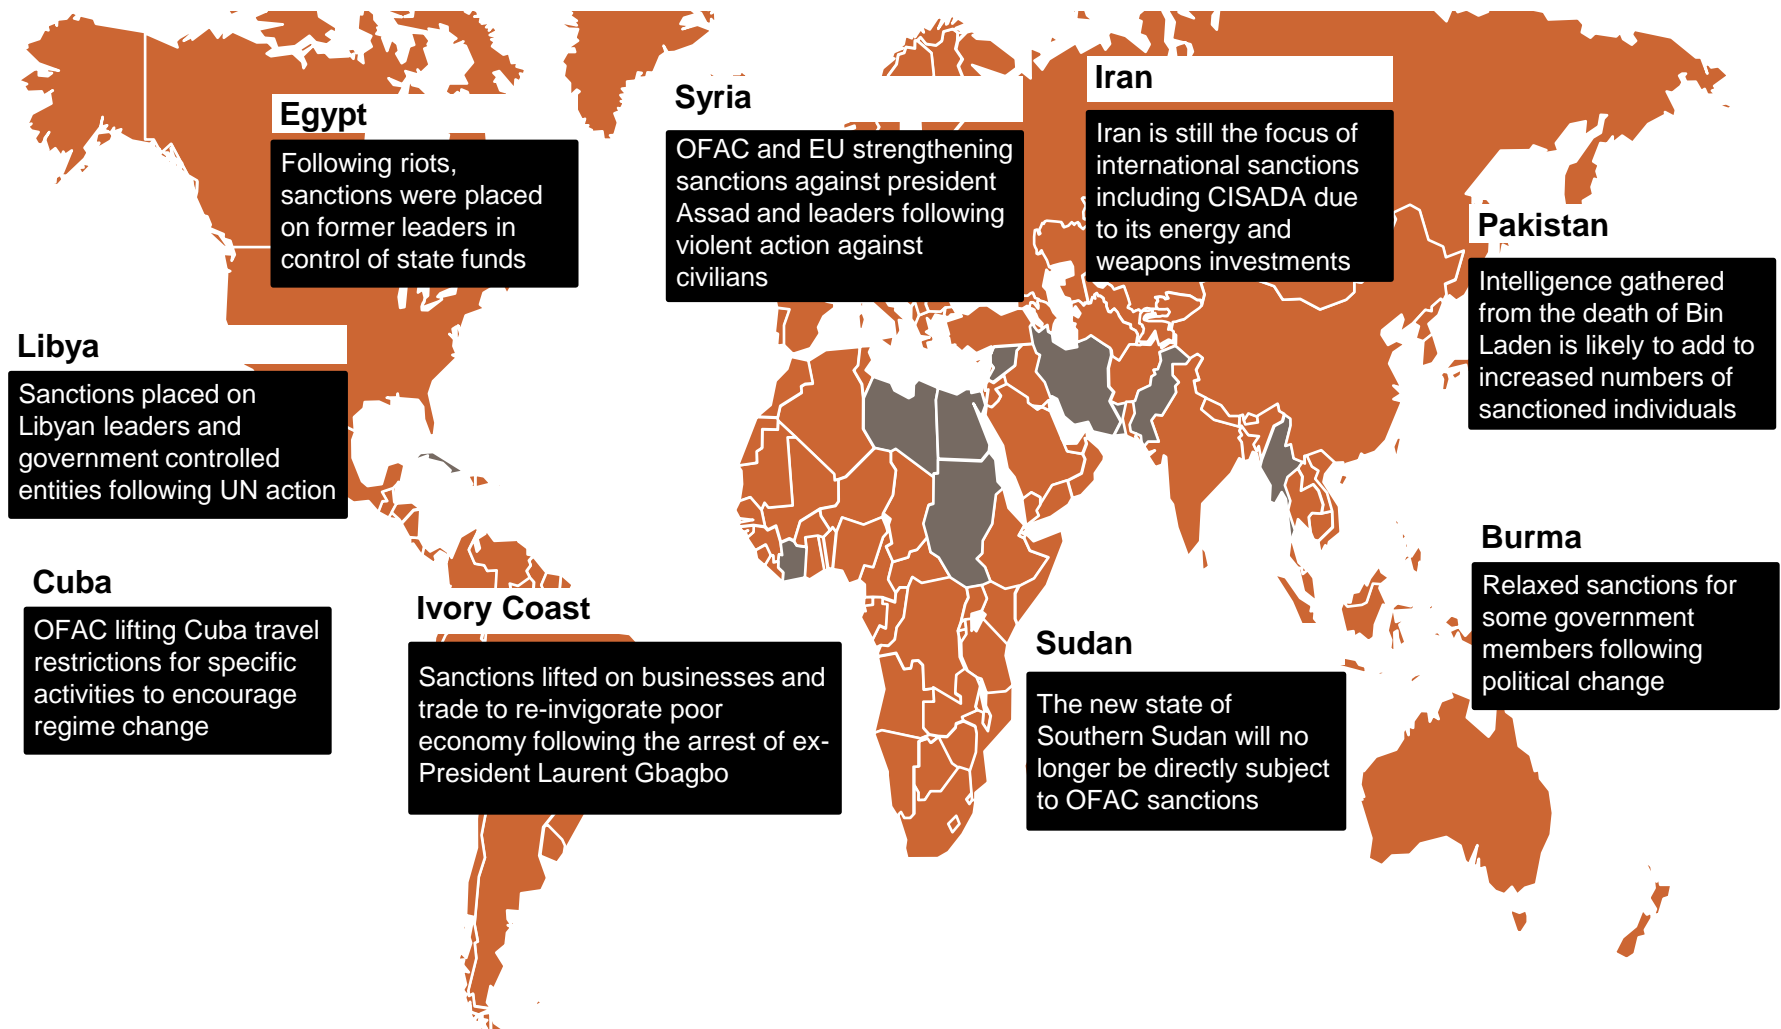 Egypt
Following riots,
sanctions were placed
on former leaders in
control of state funds
Syria
OFAC and EU strengthening
sanctions against president
Assad and leaders following
violent action against
civilians
Iran
Iran is still the focus of
international sanctions
including CISADA due
to its energy and
weapons investments
Pakistan
Intelligence gathered
from the death of Bin
Laden is likely to add to
increased numbers of
sanctioned individuals
Libya
Sanctions placed on
Libyan leaders and
government controlled
entities following UN action
Cuba
OFAC lifting Cuba travel
restrictions for specific
activities to encourage
regime change
Ivory Coast
Sanctions lifted on businesses and
trade to re-invigorate poor
economy following the arrest of ex-
President Laurent Gbagbo
Sudan
The new state of
Southern Sudan will no
longer be directly subject
to OFAC sanctions
Burma
Relaxed sanctions for
some government
members following
political change